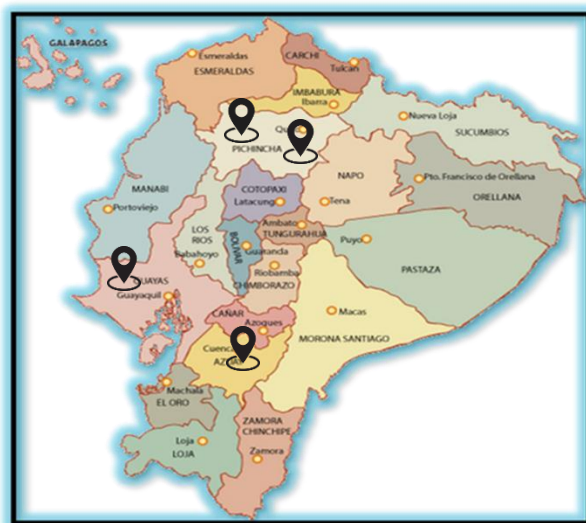 GALAPAGOS
Esmeraldas
ESMERALDAS
CARCHI
Tulcan
IMBABURA
Ibarra
PICHINCHA
Nueva Loja
SUCUMBIOS
MANABI
Portoviejo
COTOPAXI
Latacung
NAPO
Tena
Pto. Francisco de Orellana
ORELLANA
LOS
RIOS
Babahoyo
BOLIVAR
Ambato
TUNGURAHUA
Guaranda
Riobamba
CHIMBORAZO
Puyo
PASTAZA
GUAYAS
Guayaquil
CAÑAR
Azogues
Macas
MORONA SANTIAGO
Cuenca
Machala
EL ORO
ZAMORA
CHINCHIPE
Loja
LOJA
Zamora